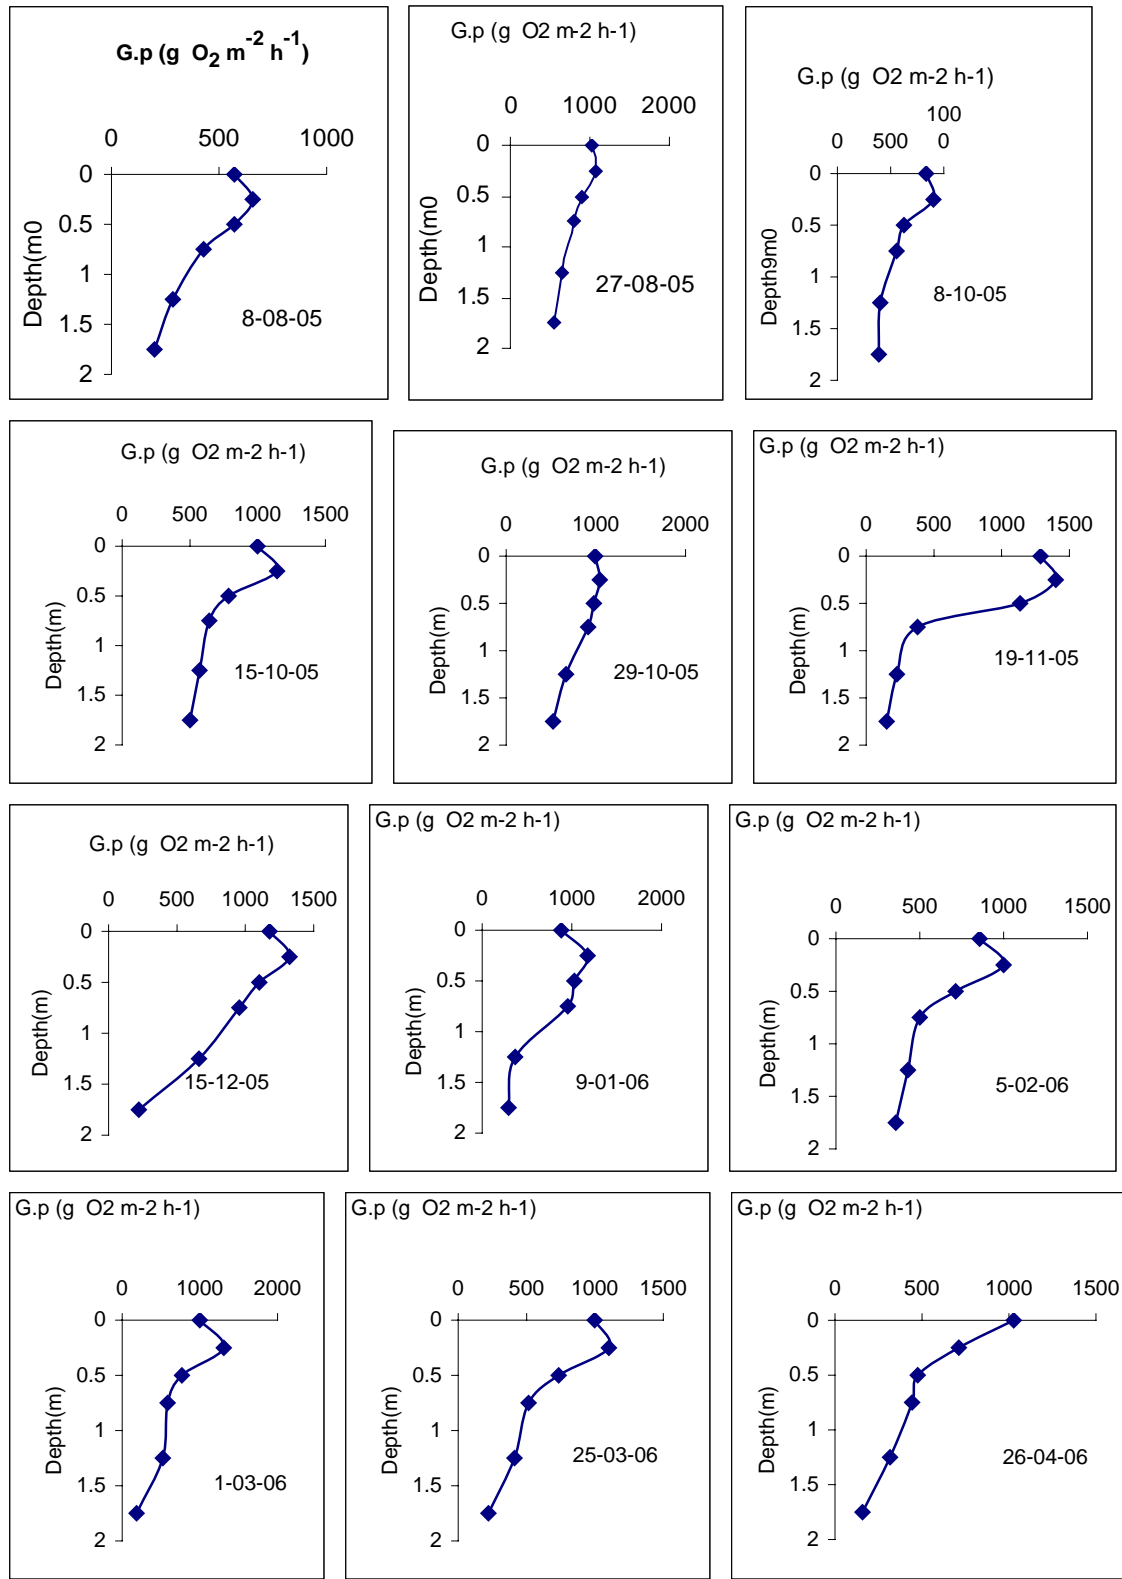 G.p (g O2 m-2 h-1)
0 500 1000
0
0.5
1
1.5
2
Depth(m0
8-08-05
G.p (g O2 m-2 h-1)
0 1000 2000
0
0.5
1
1.5
2
Depth(m0
27-08-05
G.p (g O2 m-2 h-1)
100
0 500 0
0
0.5
1
1.5
2
Depth9m0
8-10-05
G.p (g O2 m-2 h-1)
0 500 1000 1500
0
0.5
1
1.5
2
Depth(m)
15-10-05
G.p (g O2 m-2 h-1)
0 1000 2000
0
0.5
1
1.5
2
Depth(m)
29-10-05
G.p (g O2 m-2 h-1)
0 500 1000 1500
0
0.5
1
1.5
2
Depth(m)
19-11-05
G.p (g O2 m-2 h-1)
0 500 1000 1500
0
0.5
1
1.5
2
Depth(m)
15-12-05
G.p (g O2 m-2 h-1)
0 1000 2000
0
0.5
1
1.5
2
Depth(m)
9-01-06
G.p (g O2 m-2 h-1)
0 500 1000 1500
0
0.5
1
1.5
2
Depth(m)
5-02-06
G.p (g O2 m-2 h-1)
0 1000 2000
0
0.5
1
1.5
2
Depth(m)
1-03-06
G.p (g O2 m-2 h-1)
0 500 1000 1500
0
0.5
1
1.5
2
Depth(m)
25-03-06
G.p (g O2 m-2 h-1)
0 500 1000 1500
0
0.5
1
1.5
2
Depth(m)
26-04-06